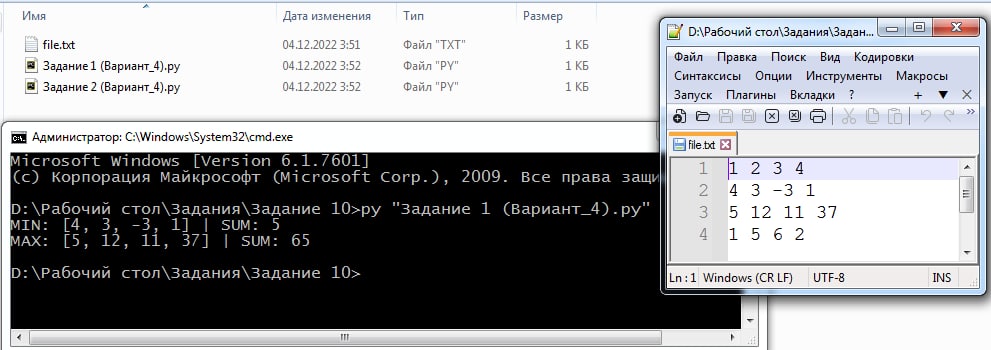 Имя Дата изменения Тип Размер
file.txt 04.12.2022 3:51 Файл "TXT" 1 КБ
Задание 1 (Вариант_4).py 04.12.2022 3:52 Файл "PY" 1 КБ
Задание 2 (Вариант_4).py 04.12.2022 3:52 Файл "PY" 1 КБ
Администратор: C:\Windows\System32\cmd.exe
Microsoft Windows [Version 6.1.7601]
(c) Корпорация Майкрософт (Microsoft Corp.), 2009. Все права защи
D:\Рабочий стол\Задания\Задание 10>py "Задание 1 (Вариант_4).py"
MIN: [4, 3, -3, 1] | SUM: 5
MAX: [5, 12, 11, 37] | SUM: 65
D:\Рабочий стол\Задания\Задание 10>
D:\Рабочий стол\Задания\Задан...
Файл Правка Поиск Вид Кодировки
Синтаксисы Опции Инструменты Макросы
Запуск Плагины Вкладки ?
file.txt
1 1 2 3 4
2 4 3 -3 1
3 5 12 11 37
4 1 5 6 2
Ln : 1 Windows (CR LF) UTF-8 INS